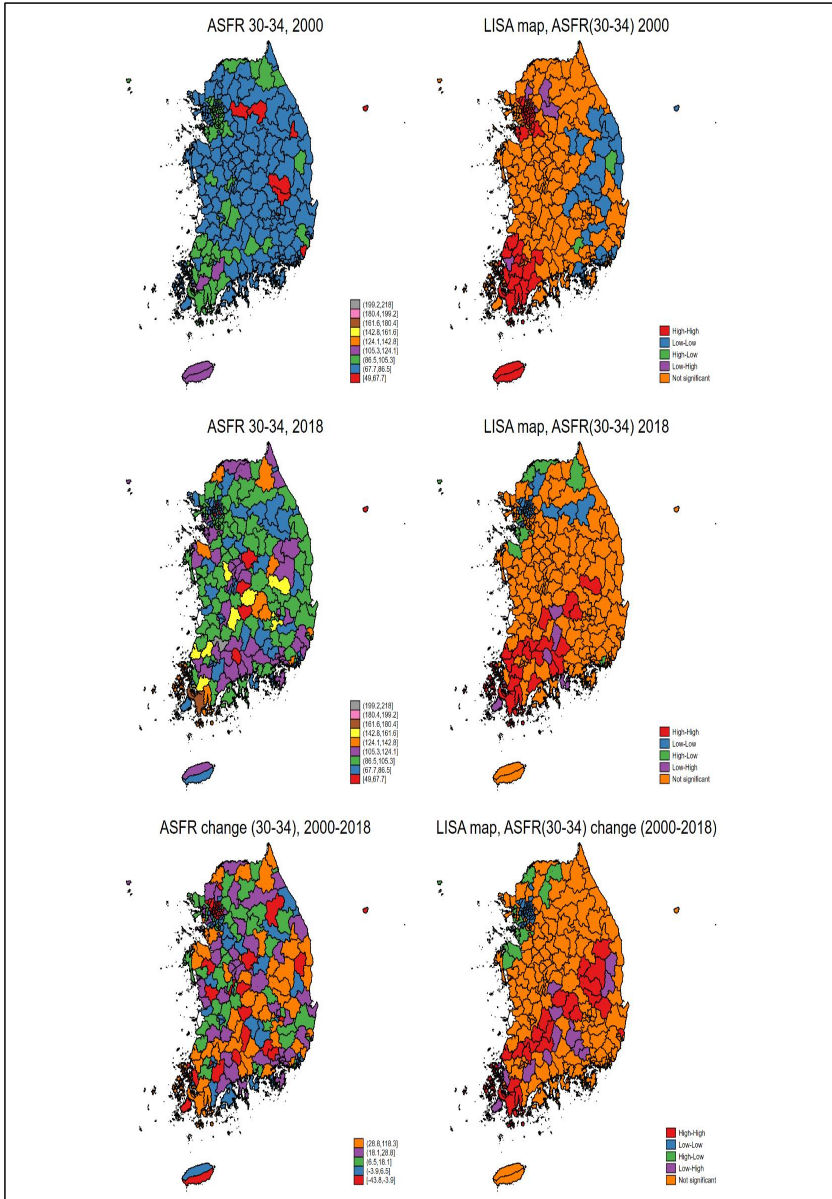 ASFR 30-34, 2000
LISA map, ASFR(30-34) 2000
(199.2,218]
(180.4,199.2]
(161.6,180.4]
(142.8,161.6]
(124.1,142.8]
(105.3,124.1]
(86.5,105.3]
(67.7,86.5]
[49,67.7]
High-High
Low-Low
High-Low
Low-High
Not significant
ASFR 30-34, 2018
LISA map, ASFR(30-34) 2018
(199.2,218]
(180.4,199.2]
(161.6,180.4]
(142.8,161.6]
(124.1,142.8]
(105.3,124.1]
(86.5,105.3]
(67.7,86.5]
[49,67.7]
High-High
Low-Low
High-Low
Low-High
Not significant
ASFR change (30-34), 2000-2018
LISA map, ASFR(30-34) change (2000-2018)
(28.8,118.3]
(18.1,28.8]
(6.5,18.1]
(-3.9,6.5]
[-43.8,-3.9]
High-High
Low-Low
High-Low
Low-High
Not significant